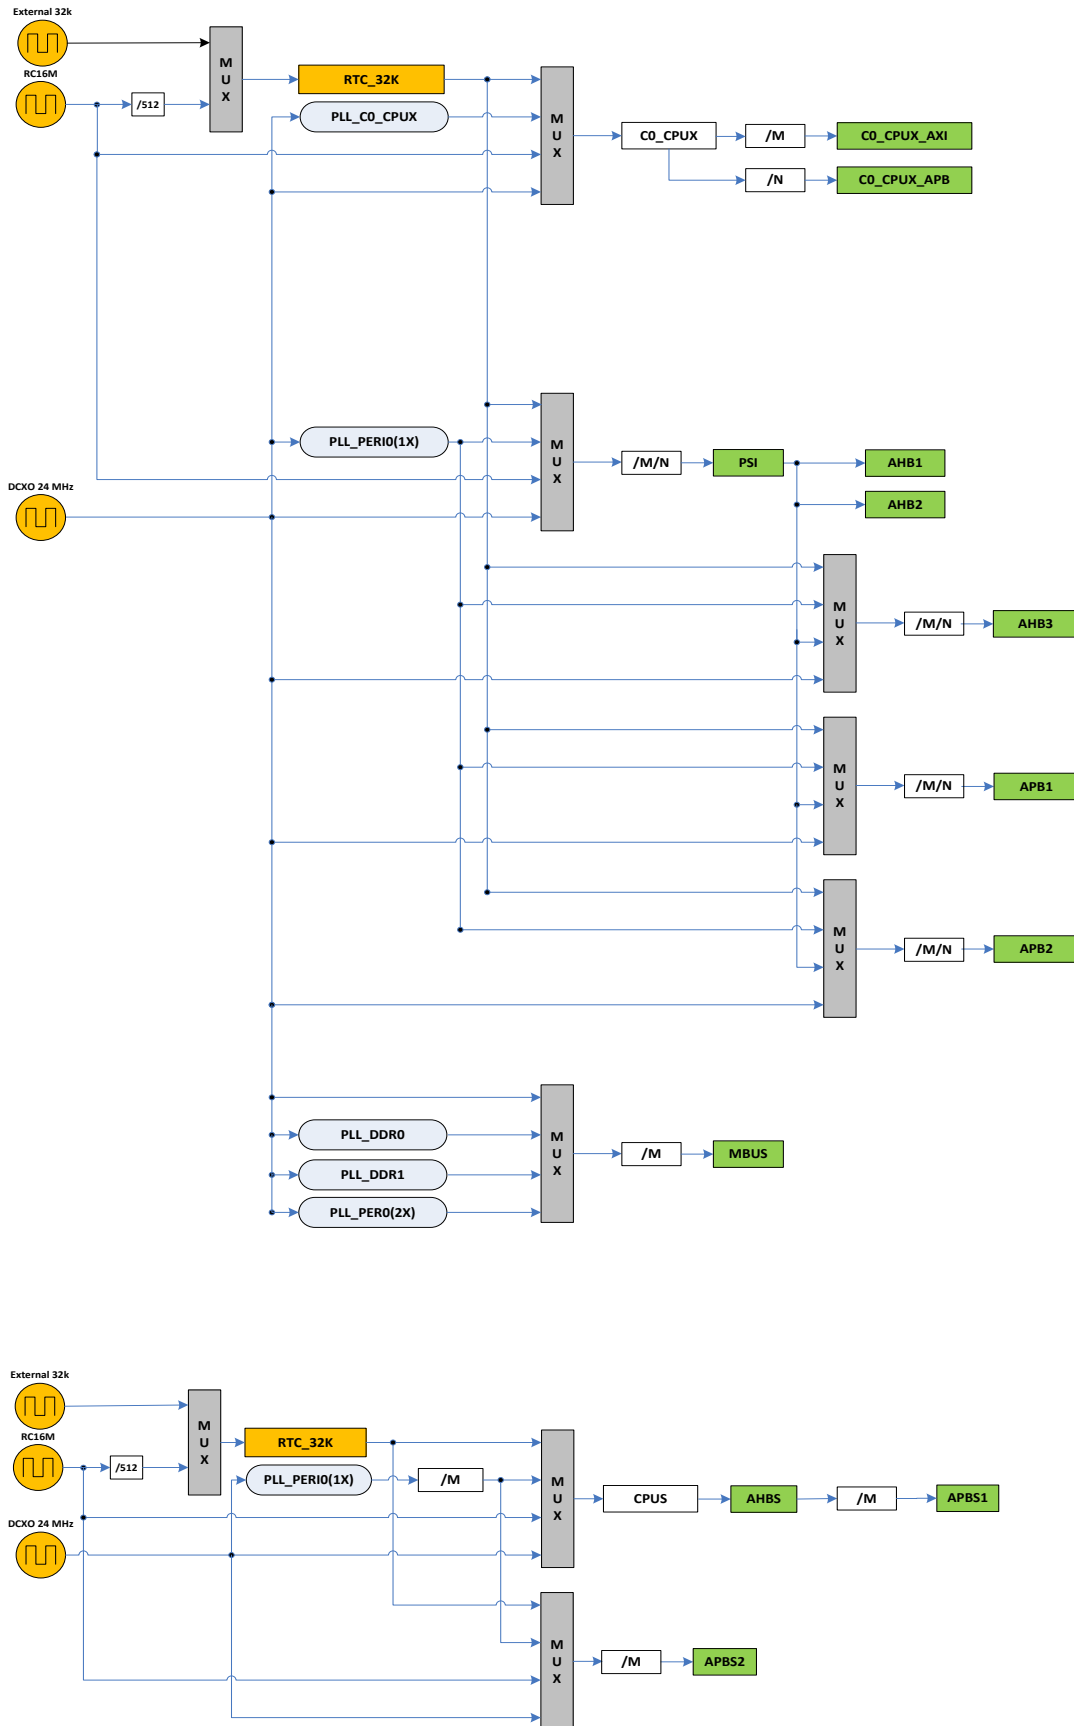 External 32k
RC16M
/512
M
U
X
RTC_32K
PLL_C0_CPUX
M
U
X
C0_CPUX
/M
C0_CPUX_AXI
/N
C0_CPUX_APB
PLL_PERI0(1X)
M
U
X
/M/N
PSI
AHB1
AHB2
DCXO 24 MHz
M
U
X
/M/N
AHB3
M
U
X
/M/N
APB1
M
U
X
/M/N
APB2
PLL_DDR0
PLL_DDR1
PLL_PER0(2X)
M
U
X
/M
MBUS
External 32k
RC16M
/512
M
U
X
RTC_32K
PLL_PERI0(1X)
/M
M
U
X
CPUS
AHBS
/M
APBS1
DCXO 24 MHz
M
U
X
/M
APBS2